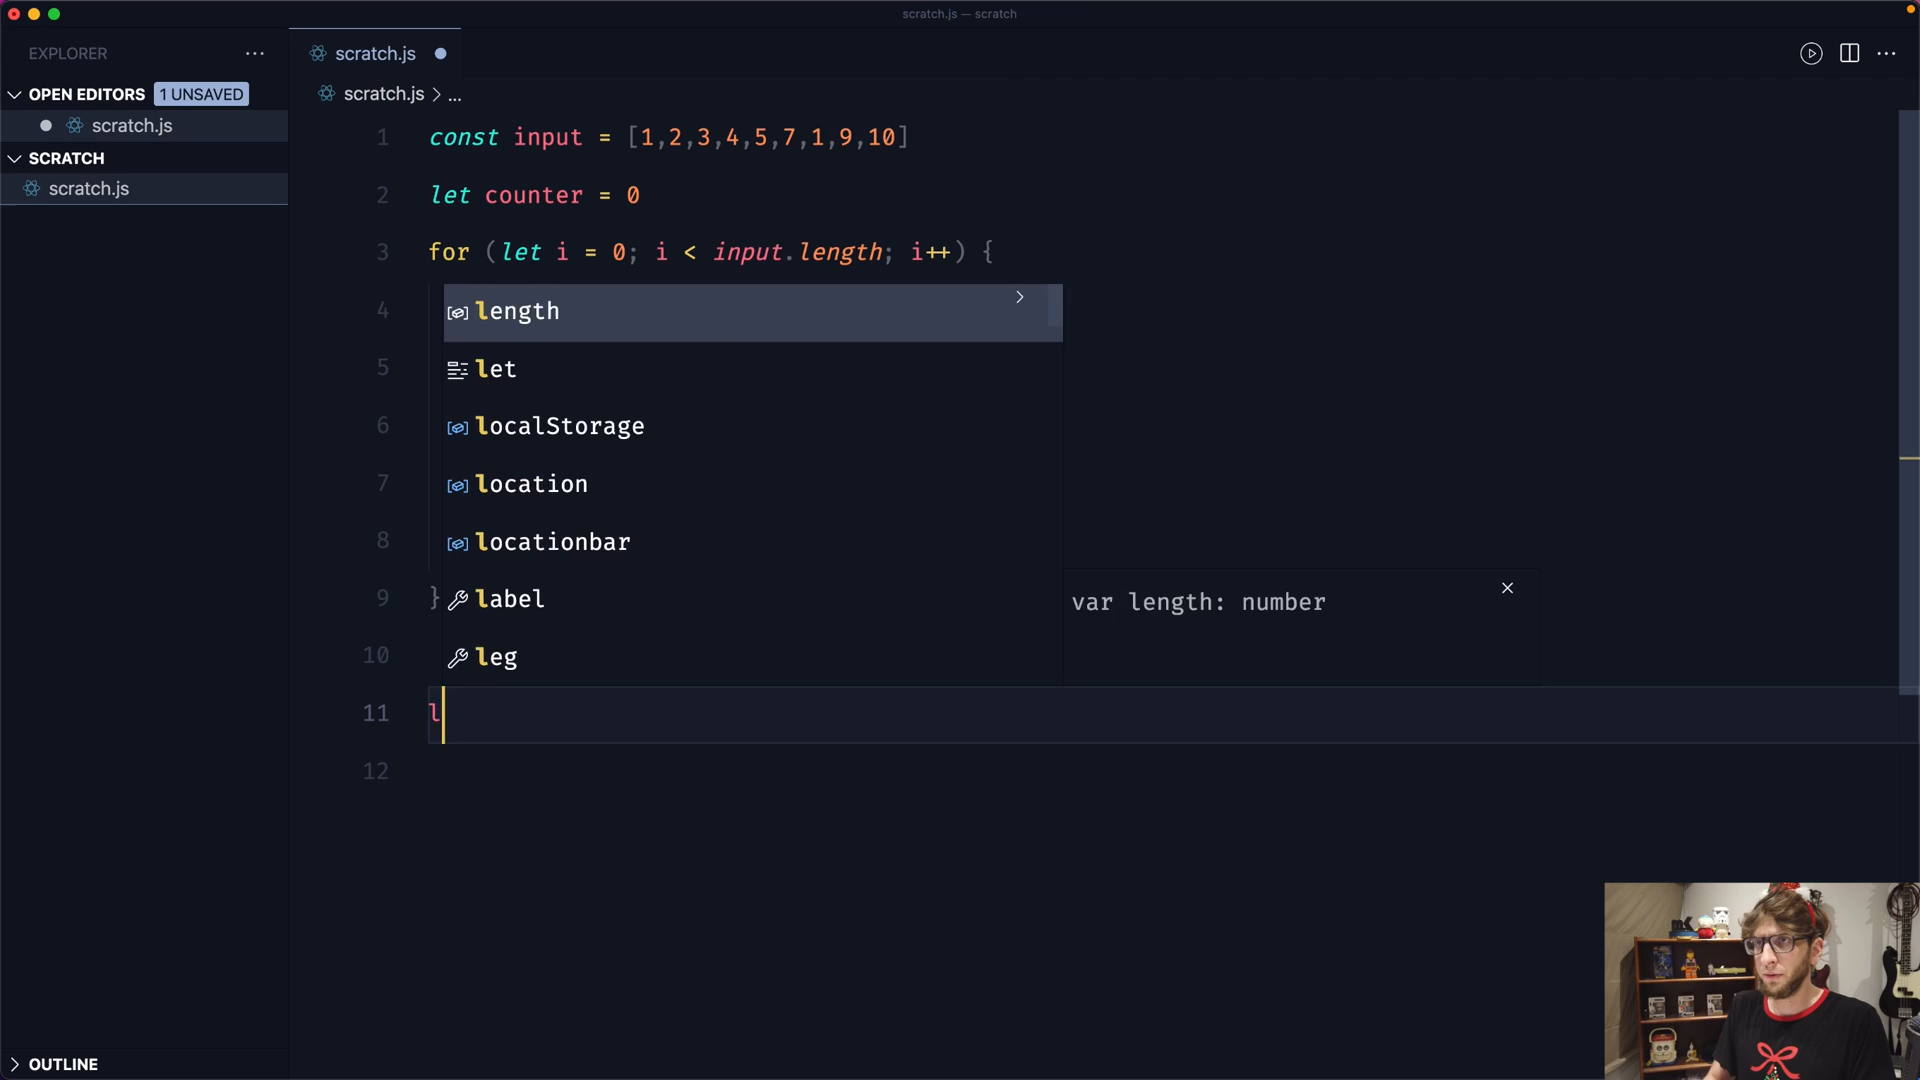 scratch.js — scratch
EXPLORER
OPEN EDITORS 1 UNSAVED
scratch.js
SCRATCH
scratch.js
OUTLINE
scratch.js
scratch.js > ...
1 const input = [1,2,3,4,5,7,1,9,10]
2 let counter = 0
3 for (let i = 0; i < input.length; i++) {
4
5
6
7
8
9 }
10
11 l
12
length
let
localStorage
location
locationbar
label
leg
var length: number